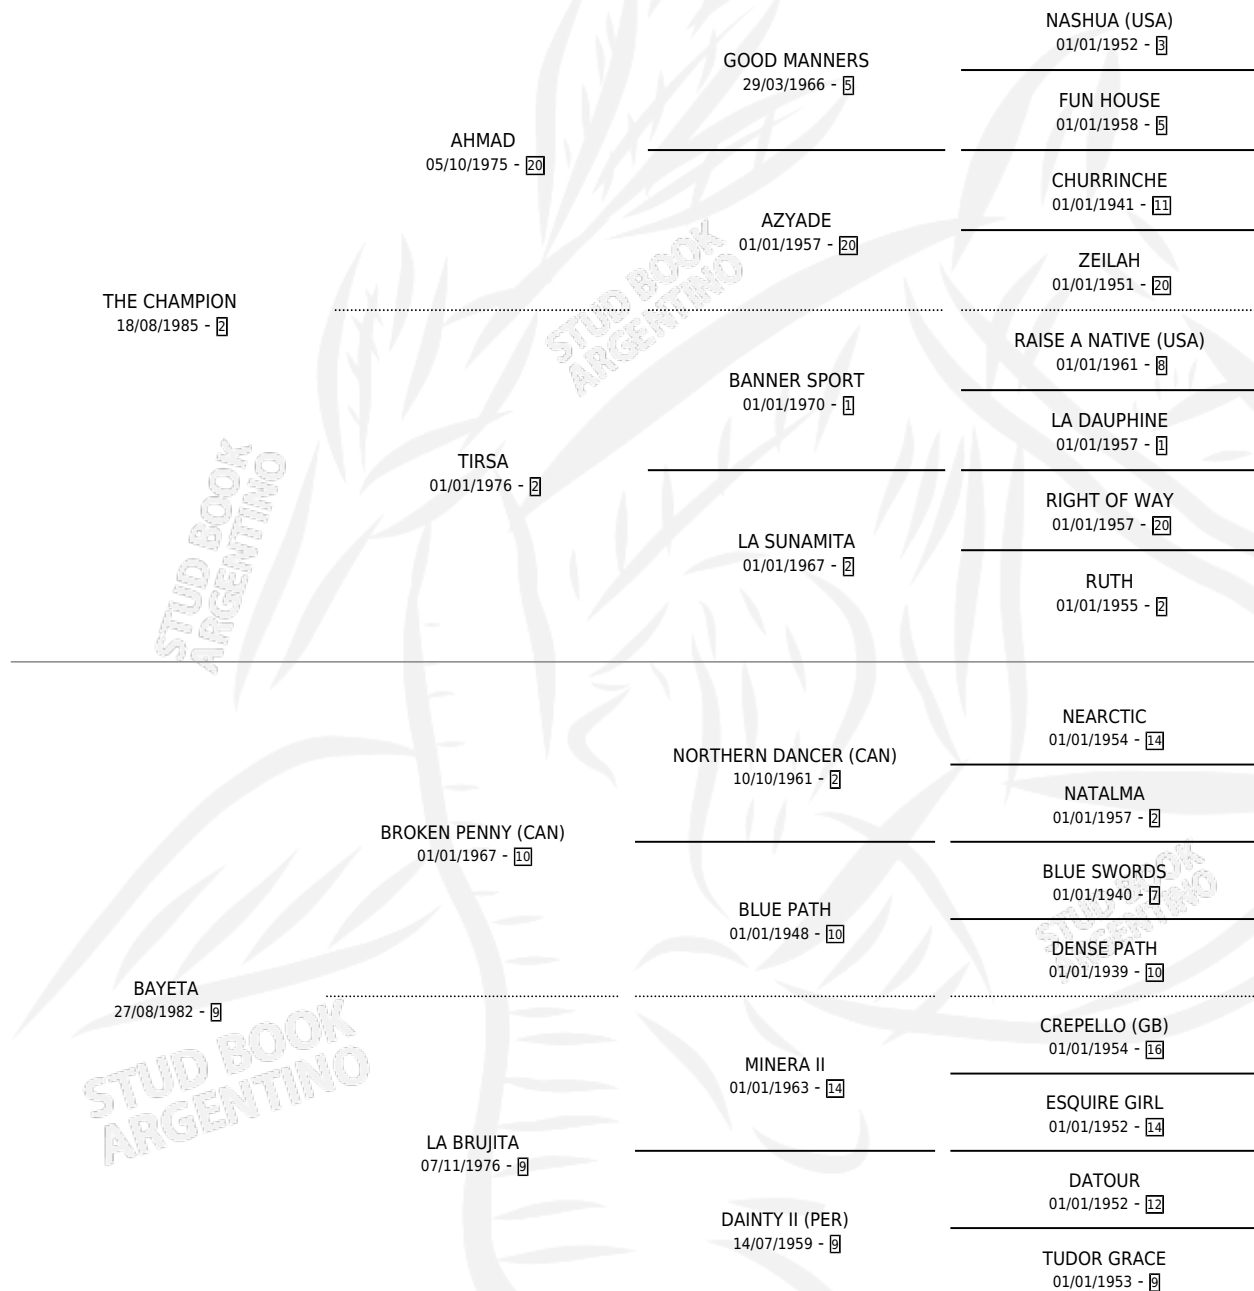 NASHUA (USA)
01/01/1952 - 3
GOOD MANNERS
29/03/1966 - 5
FUN HOUSE
01/01/1958 - 5
AHMAD
05/10/1975 - 20
CHURRINCHE
01/01/1941 - 11
AZYADE
01/01/1957 - 20
ZEILAH
01/01/1951 - 20
THE CHAMPION
18/08/1985 - 2
STUD BOOK
ARGENTINO
RAISE A NATIVE (USA)
01/01/1961 - 8
BANNER SPORT
01/01/1970 - 1
LA DAUPHINE
01/01/1957 - 1
TIRSA
01/01/1976 - 2
RIGHT OF WAY
01/01/1957 - 20
LA SUNAMITA
01/01/1967 - 2
RUTH
01/01/1955 - 2
STUD BOOK
ARGENTINO
NEARCTIC
01/01/1954 - 14
NORTHERN DANCER (CAN)
10/10/1961 - 2
NATALMA
01/01/1957 - 2
BROKEN PENNY (CAN)
01/01/1967 - 10
BLUE SWORDS
01/01/1940 - 7
BLUE PATH
01/01/1948 - 10
STUD BOOK
ARGENTINO
DENSE PATH
01/01/1939 - 10
BAYETA
27/08/1982 - 9
STUD BOOK
ARGENTINO
CREPELLO (GB)
01/01/1954 - 16
MINERA II
01/01/1963 - 14
ESQUIRE GIRL
01/01/1952 - 14
LA BRUJITA
07/11/1976 - 9
DATOUR
01/01/1952 - 12
DAINTY II (PER)
14/07/1959 - 9
TUDOR GRACE
01/01/1953 - 9